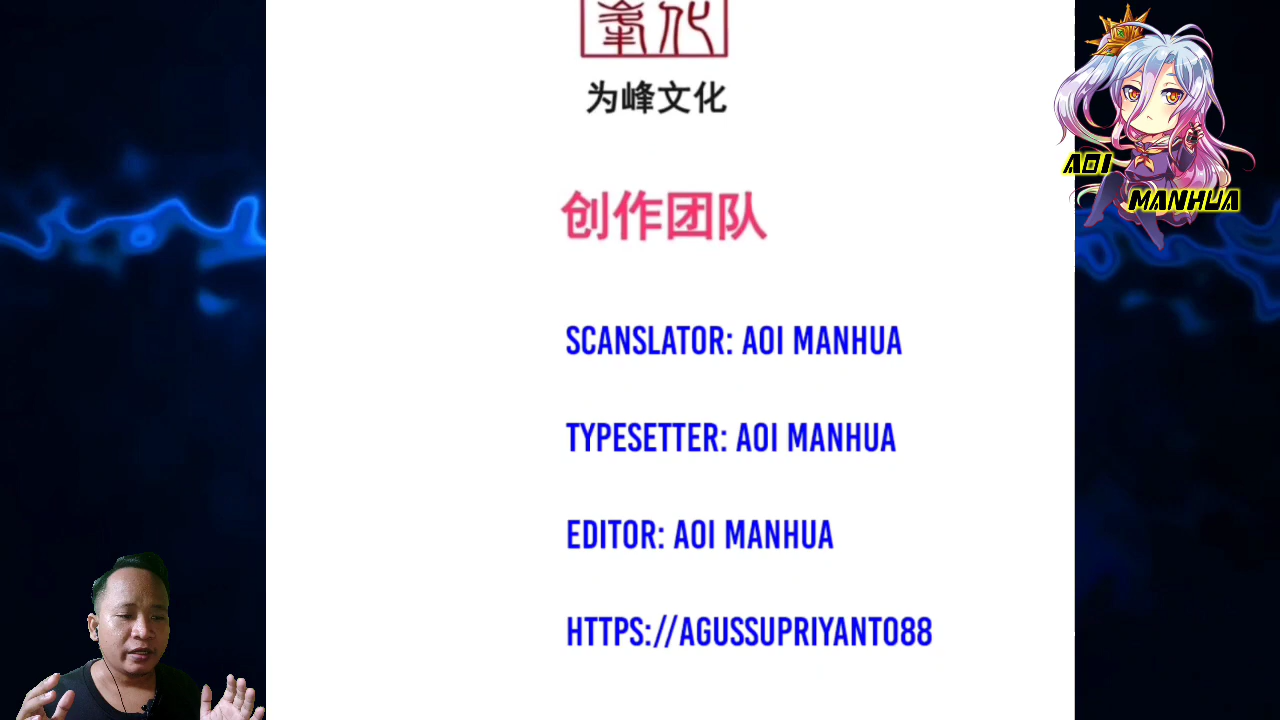 为峰文化
创作团队
SCANSLATOR: AOI MANHUA
TYPESETTER: AOI MANHUA
EDITOR: AOI MANHUA
HTTPS://AGUSSUPRIYANTO88
AOI
MANHUA